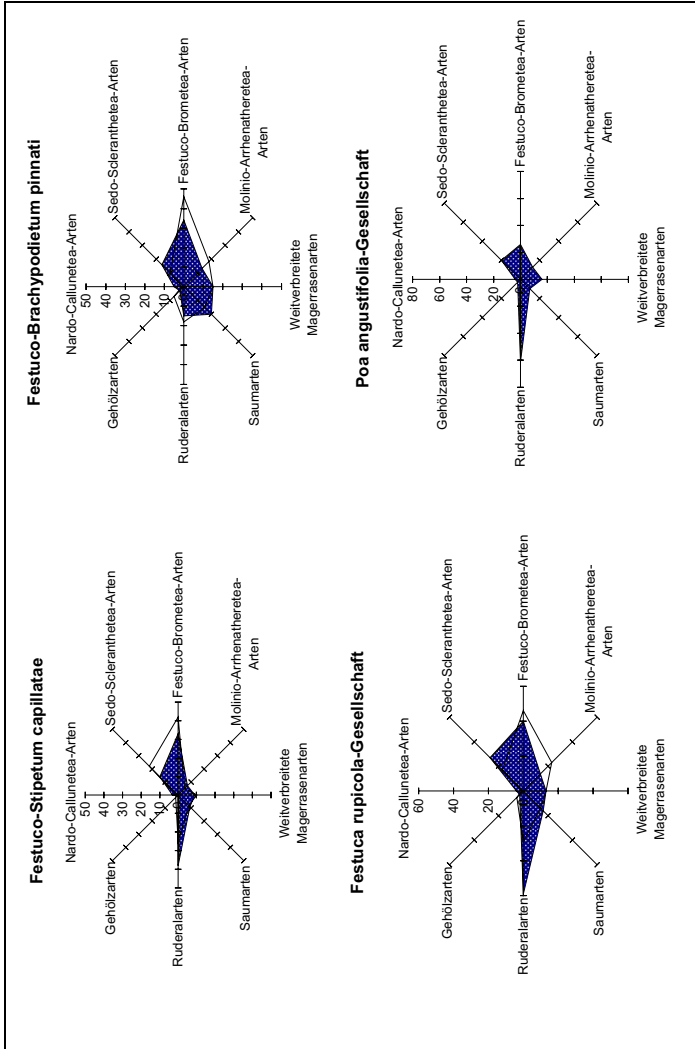 Festuco-Stipetum capillatae
Nardo-Callunetea-Arten
50
40
30
20
10
0
Sedo-Scleranthetea-Arten
Festuco-Brometea-Arten
Molinio-Arrhenatheretea-
Arten
Weitverbreitete
Magerrasenarten
Saumarten
Ruderalarten
Gehölzarten
Festuco-Brachypodietum pinnati
Nardo-Callunetea-Arten
50
40
30
20
10
0
Sedo-Scleranthetea-Arten
Festuco-Brometea-Arten
Molinio-Arrhenatheretea-
Arten
Weitverbreitete
Magerrasenarten
Saumarten
Ruderalarten
Gehölzarten
Festuca rupicola-Gesellschaft
Nardo-Callunetea-Arten
60
40
20
0
Sedo-Scleranthetea-Arten
Festuco-Brometea-Arten
Molinio-Arrhenatheretea-
Arten
Weitverbreitete
Magerrasenarten
Saumarten
Ruderalarten
Gehölzarten
Poa angustifolia-Gesellschaft
Nardo-Callunetea-Arten
80
60
40
20
0
Sedo-Scleranthetea-Arten
Festuco-Brometea-Arten
Molinio-Arrhenatheretea-
Arten
Weitverbreitete
Magerrasenarten
Saumarten
Ruderalarten
Gehölzarten